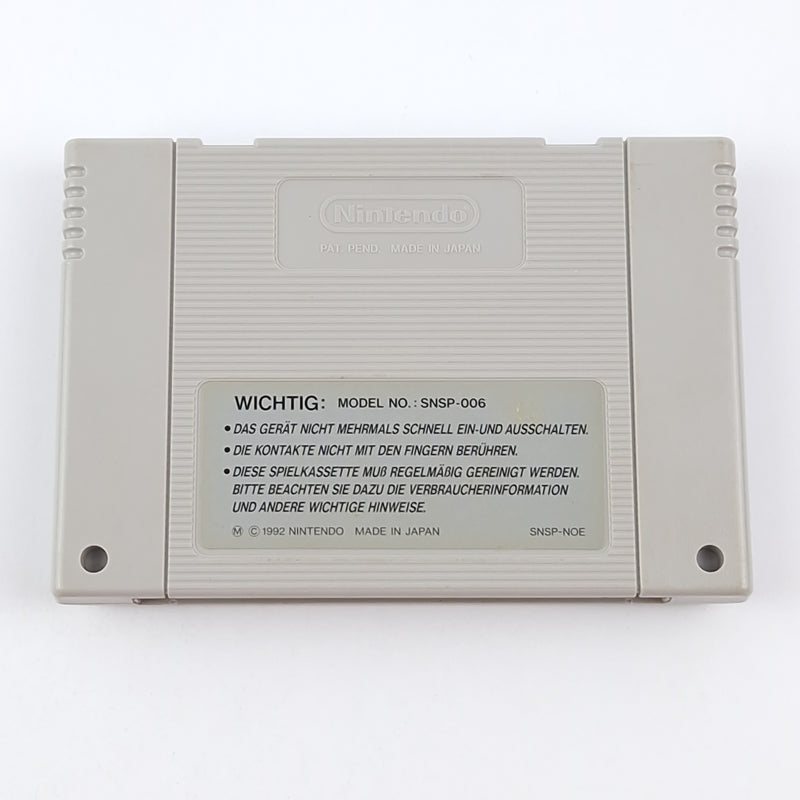 Nintendo
PAT. PEND. MADE IN JAPAN
WICHTIG: MODEL NO.: SNSP-006
• DAS GERÄT NICHT MEHRMALS SCHNELL EIN-UND AUSSCHALTEN.
• DIE KONTAKTE NICHT MIT DEN FINGERN BERÜHREN.
• DIESE SPIELKASSETTE MUß REGELMÄßIG GEREINIGT WERDEN.
BITTE BEACHTEN SIE DAZU DIE VERBRAUCHERINFORMATION
UND ANDERE WICHTIGE HINWEISE.
Ⓜ © 1992 NINTENDO MADE IN JAPAN SNSP-NOE